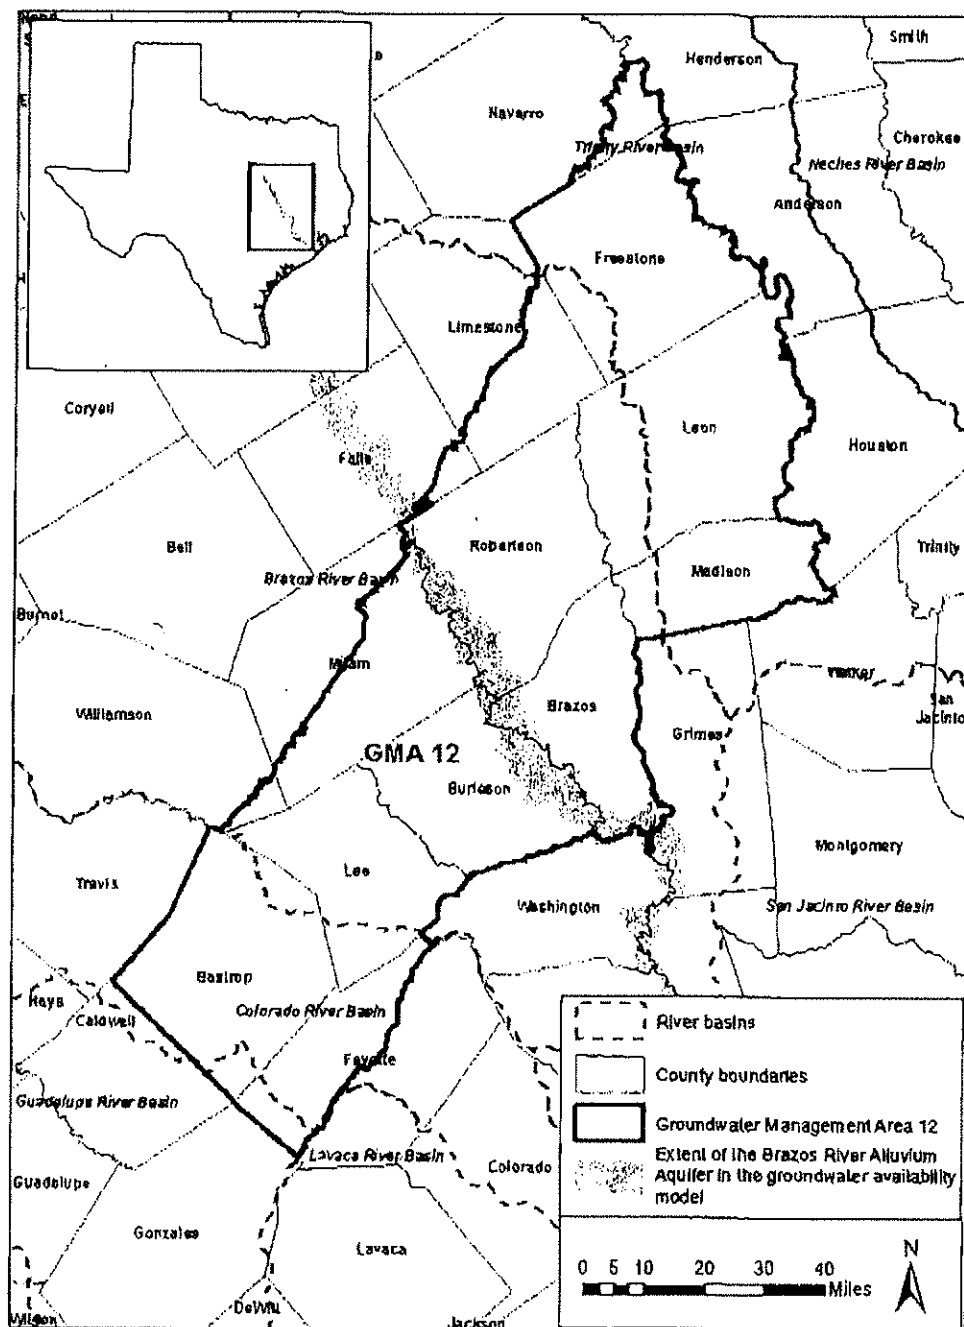 Smith
Henderson
Navarro
Cherokee
Trinity River Basin
Neches River Basin
Anderson
Freestone
Limestone
Coryell
Leon
Houston
Falls
Bell
Robertson
Trinity
Madison
Brazos River Basin
Burnet
Milam
Walker
San
Jacinto
Williamson
Brazos
Grimes
GMA 12
Burleson
Montgomery
Travis
Lee
Washington
San Jacinto River Basin
Bastrop
Hays
Caldwell
Colorado River Basin
Fayette
Guadalupe River Basin
Lavaca River Basin
Colorado
Guadalupe
Gonzales
Lavaca
DeWitt
Wilson
Jackson
River basins
County boundaries
Groundwater Management Area 12
Extent of the Brazos River Alluvium
Aquifer in the groundwater availability
model
0 5 10 20 30 40
Miles
N